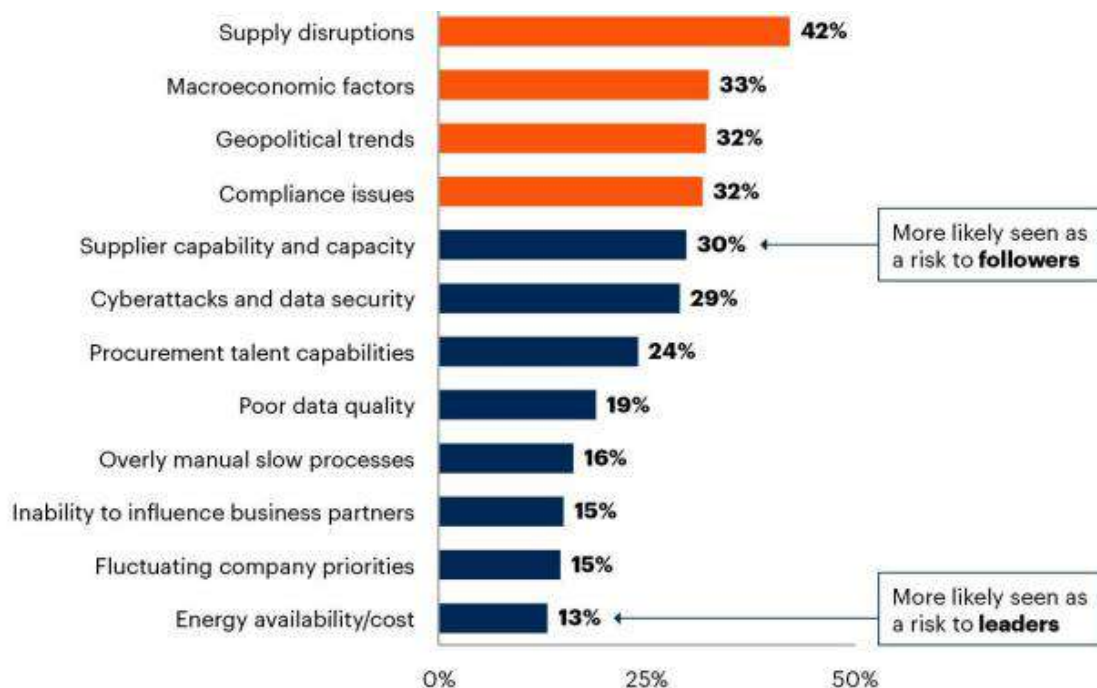 Supply disruptions 42%
Macroeconomic factors 33%
Geopolitical trends 32%
Compliance issues 32%
Supplier capability and capacity 30%
More likely seen as
a risk to followers
Cyberattacks and data security 29%
Procurement talent capabilities 24%
Poor data quality 19%
Overly manual slow processes 16%
Inability to influence business partners 15%
Fluctuating company priorities 15%
Energy availability/cost 13%
More likely seen as
a risk to leaders
0% 25% 50%